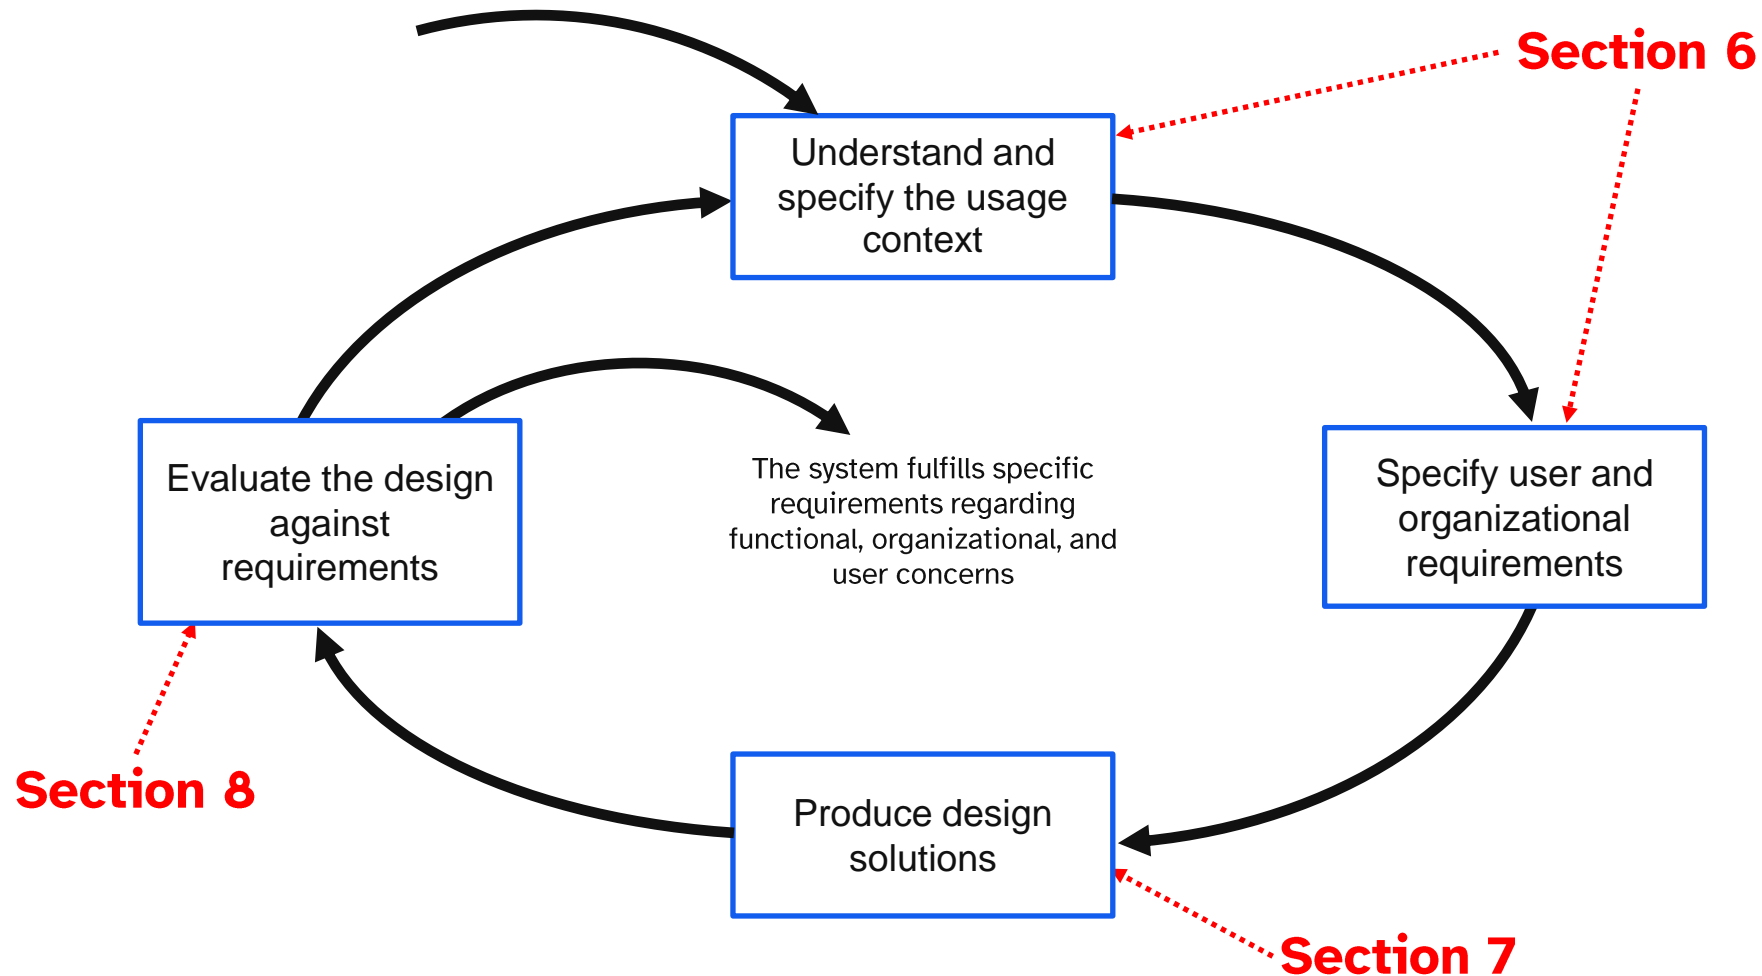 Section 6
Understand and
specify the usage
context
Evaluate the design
against
requirements
The system fulfills specific
requirements regarding
functional, organizational, and
user concerns
Specify user and
organizational
requirements
Section 8
Produce design
solutions
Section 7